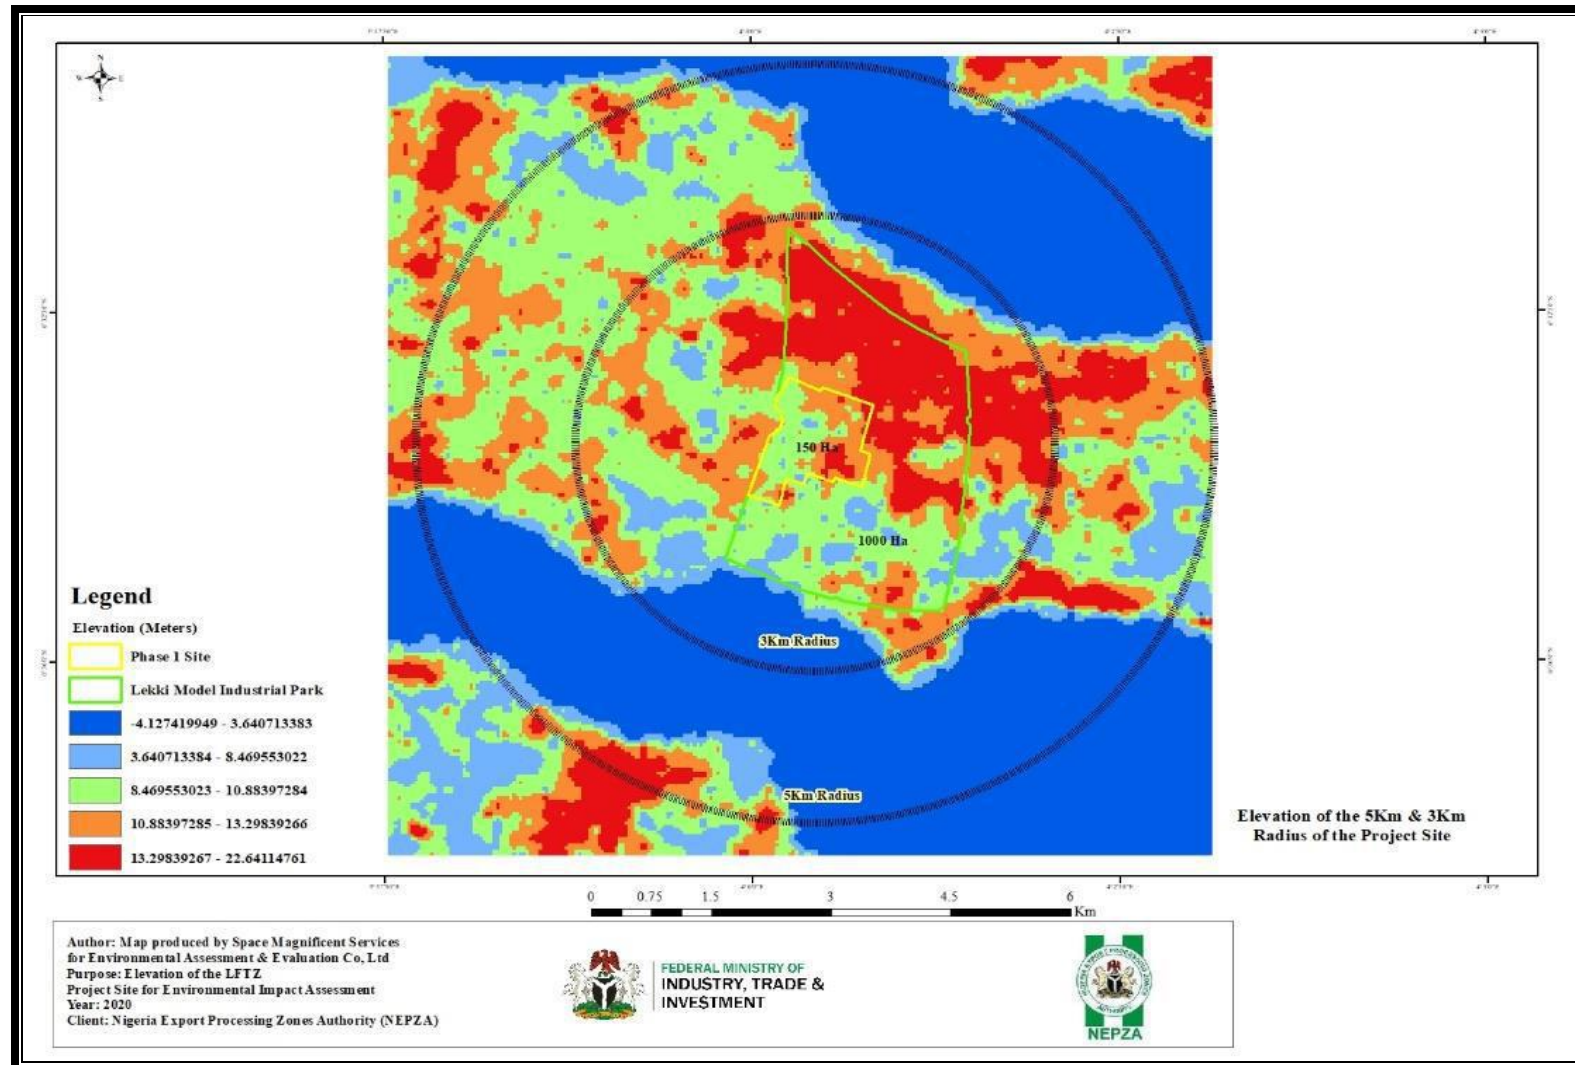 N
W
E
S
150 Ha
1000 Ha
3Km Radius
5Km Radius
Legend
Elevation (Meters)
Phase 1 Site
Lekki Model Industrial Park
-4.127419949 - 3.640713383
3.640713384 - 8.469553022
8.469553023 - 10.88397284
10.88397285 - 13.29839266
13.29839267 - 22.64114761
Elevation of the 5Km & 3Km
Radius of the Project Site
0 0.75 1.5 3 4.5 6
Km
Author: Map produced by Space Magnificent Services
for Environmental Assessment & Evaluation Co, Ltd
Purpose: Elevation of the LFTZ
Project Site for Environmental Impact Assessment
Year: 2020
Client: Nigeria Export Processing Zones Authority (NEPZA)
FEDERAL MINISTRY OF
INDUSTRY, TRADE &
INVESTMENT
NIGERIA EXPORT PROCESSING ZONES
AUTHORITY
NEPZA